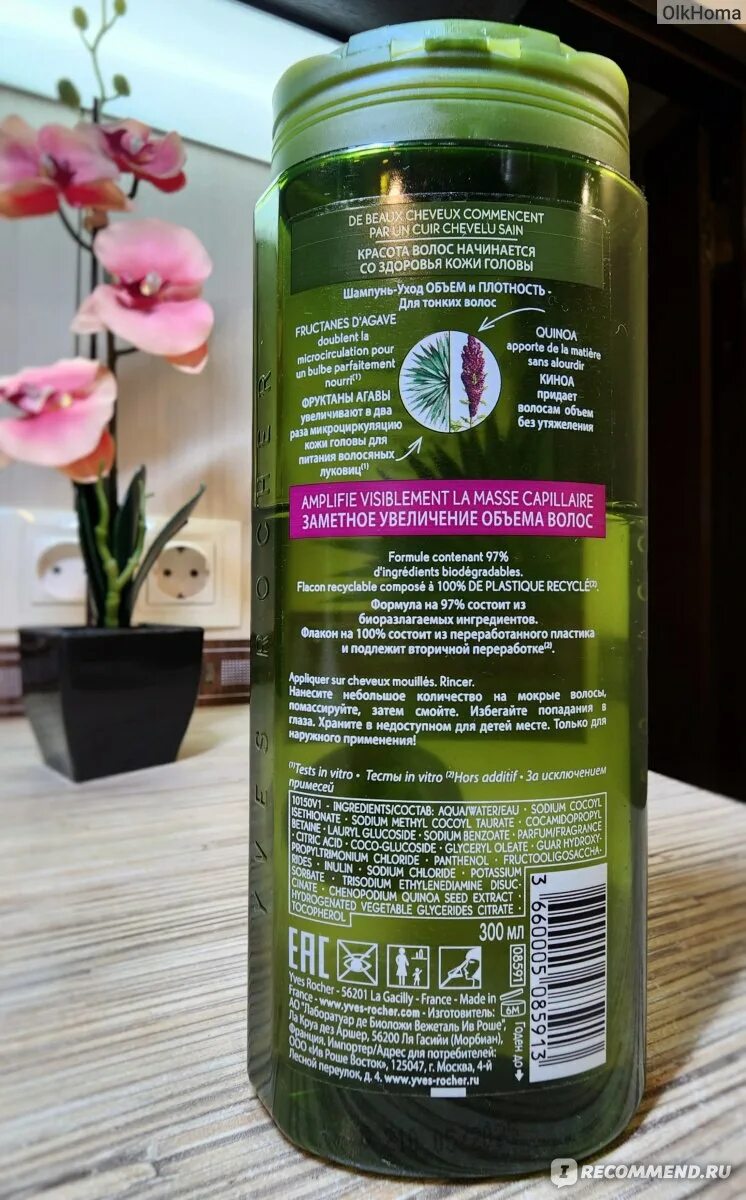 OlkHoma
DE BEAUX CHEVEUX COMMENCENT
PAR UN CUIR CHEVELU SAIN
КРАСОТА ВОЛОС НАЧИНАЕТСЯ
СО ЗДОРОВЬЯ КОЖИ ГОЛОВЫ
Шампунь-Уход ОБЪЕМ и ПЛОТНОСТЬ -
Для тонких волос
FRUCTANES D'AGAVE
doublent la
microcirculation pour
un bulbe parfaitement
nourri(1)
ФРУКТАНЫ АГАВЫ
увеличивают в два
раза микроциркуляцию
кожи головы для
питания волосяных
луковиц(1)
QUINOA
apporte de la matière
sans alourdir
КИНОА
придает
волосам объем
без утяжеления
AMPLIFIE VISIBLEMENT LA MASSE CAPILLAIRE
ЗАМЕТНОЕ УВЕЛИЧЕНИЕ ОБЪЕМА ВОЛОС
Formule contenant 97%
d'ingrédients biodégradables.
Flacon recyclable composé à 100% DE PLASTIQUE RECYCLÉ(2).
Формула на 97% состоит из
биоразлагаемых ингредиентов.
Флакон на 100% состоит из переработанного пластика
и подлежит вторичной переработке(2).
Appliquer sur cheveux mouillés. Rincer.
Нанесите небольшое количество на мокрые волосы,
помассируйте, затем смойте. Избегайте попадания в
глаза. Храните в недоступном для детей месте. Только для
наружного применения!
(1)Tests in vitro • Тесты in vitro (2)Hors additif • За исключением
примесей
10150V1 - INGREDIENTS/СОСТАВ: AQUA/WATER/EAU • SODIUM COCOYL
ISETHIONATE • SODIUM METHYL COCOYL TAURATE • COCAMIDOPROPYL
BETAINE • LAURYL GLUCOSIDE • SODIUM BENZOATE • PARFUM/FRAGRANCE
• CITRIC ACID • COCO-GLUCOSIDE • GLYCERYL OLEATE • GUAR HYDROXY-
PROPYLTRIMONIUM CHLORIDE • PANTHENOL • FRUCTOOLIGOSACCHA-
RIDES • INULIN • SODIUM CHLORIDE • POTASSIUM
SORBATE • TRISODIUM ETHYLENEDIAMINE DISUC-
CINATE • CHENOPODIUM QUINOA SEED EXTRACT •
HYDROGENATED VEGETABLE GLYCERIDES CITRATE •
TOCOPHEROL
300 МЛ
EAC
Yves Rocher - 56201 La Gacilly - France - Made in
France - www.yves-rocher.com - Изготовитель:
АО "Лаборатуар де Биоложи Вежеталь Ив Роше",
Ла Круа дез Аршер, 56200 Ля Гасийи (Морбиан),
Франция. Импортер/Адрес для потребителей:
ООО «Ив Роше Восток», 125047, г. Москва, 4-й
Лесной переулок, д. 4. www.yves-rocher.ru
08591
6M
Годен до
3 660005 085913
YVES ROCHER
IRECOMMEND.RU